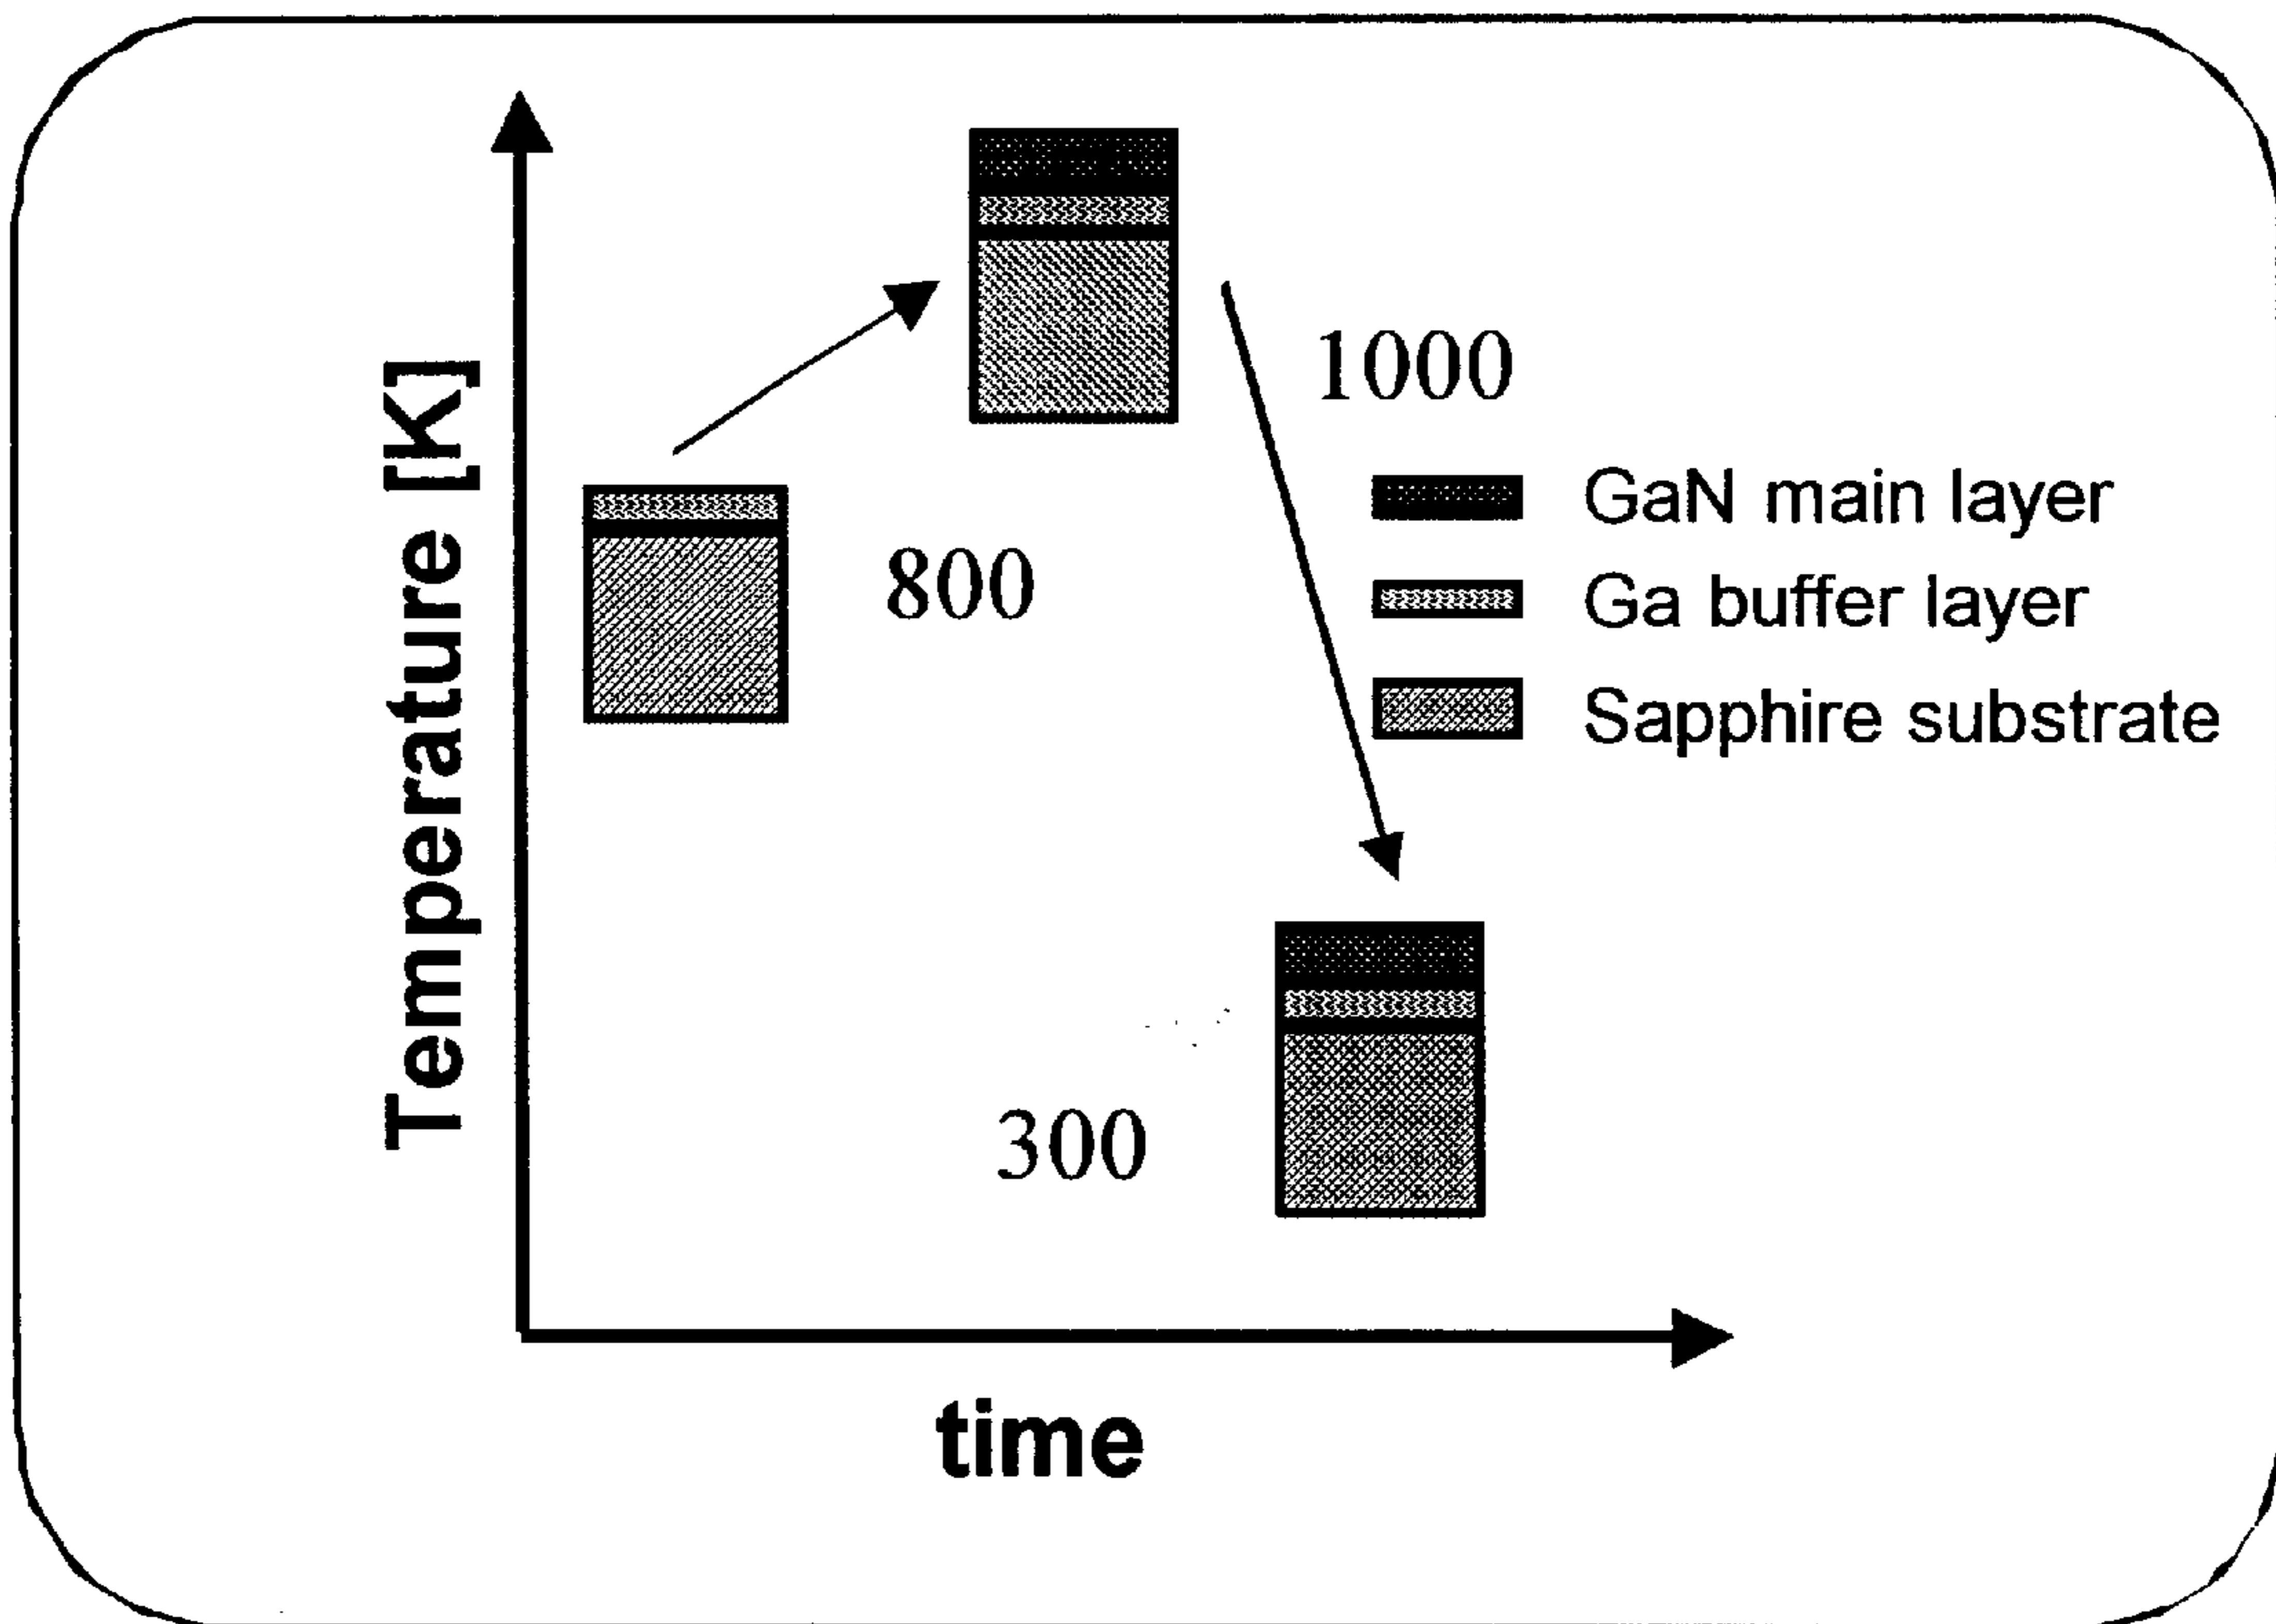 Temperature [K]
1000
GaN main layer
800
Ga buffer layer
Sapphire substrate
300
time